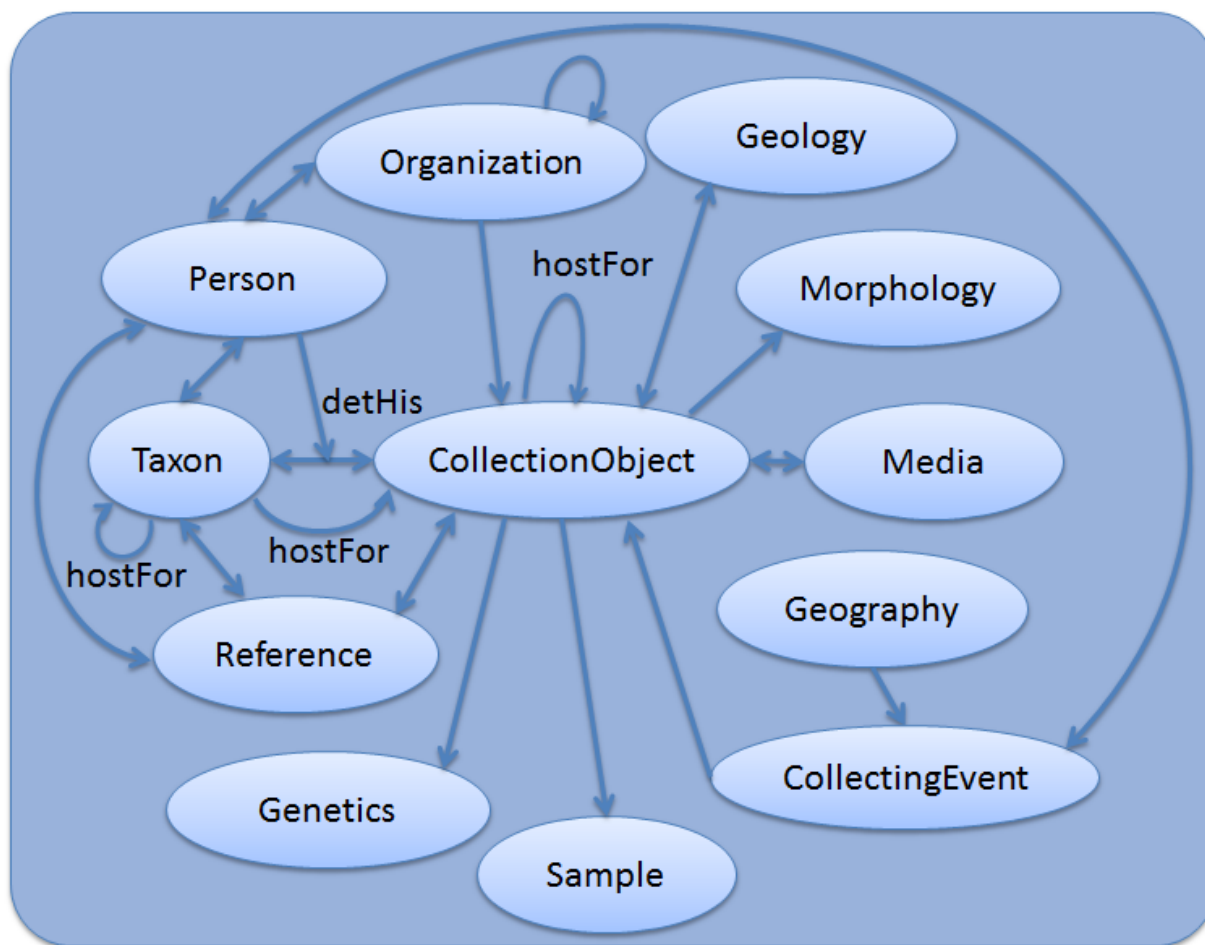 Organization
Geology
Person
hostFor
Morphology
detHis
Taxon
CollectionObject
Media
hostFor
hostFor
Geography
Reference
CollectingEvent
Genetics
Sample